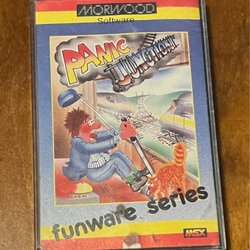 MORWOOD
Software
PANIC
JUNCTION!
funware series
MSX